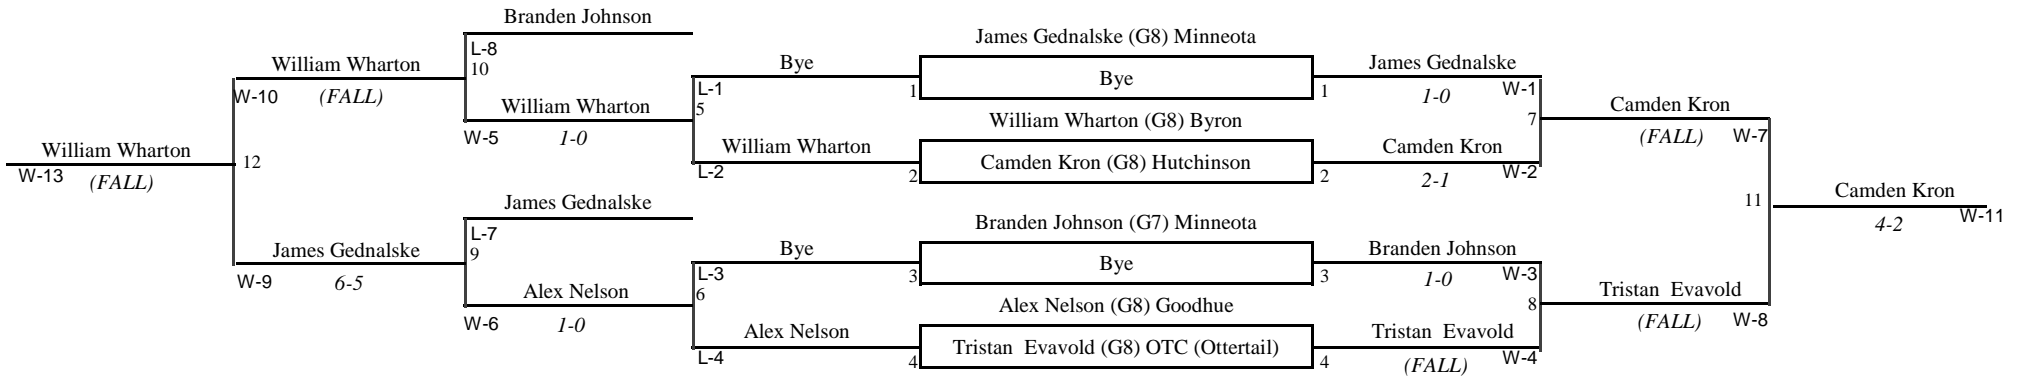 Branden Johnson
L-8
10
William Wharton
W-10
(FALL)
William Wharton
W-5
1-0
William Wharton
W-13
(FALL)
12
James Gednalske
L-7
9
James Gednalske
W-9
6-5
Alex Nelson
W-6
1-0
Bye
L-1
5
William Wharton
L-2
Bye
L-3
6
Alex Nelson
L-4
James Gednalske (G8) Minneota
1
Bye
1
William Wharton (G8) Byron
2
Camden Kron (G8) Hutchinson
2
Branden Johnson (G7) Minneota
3
Bye
3
Alex Nelson (G8) Goodhue
4
Tristan  Evavold (G8) OTC (Ottertail)
4
James Gednalske
1-0
W-1
7
Camden Kron
2-1
W-2
Branden Johnson
1-0
W-3
8
Tristan  Evavold
(FALL)
W-4
Camden Kron
(FALL)
W-7
11
Tristan  Evavold
(FALL)
W-8
Camden Kron
4-2
W-11